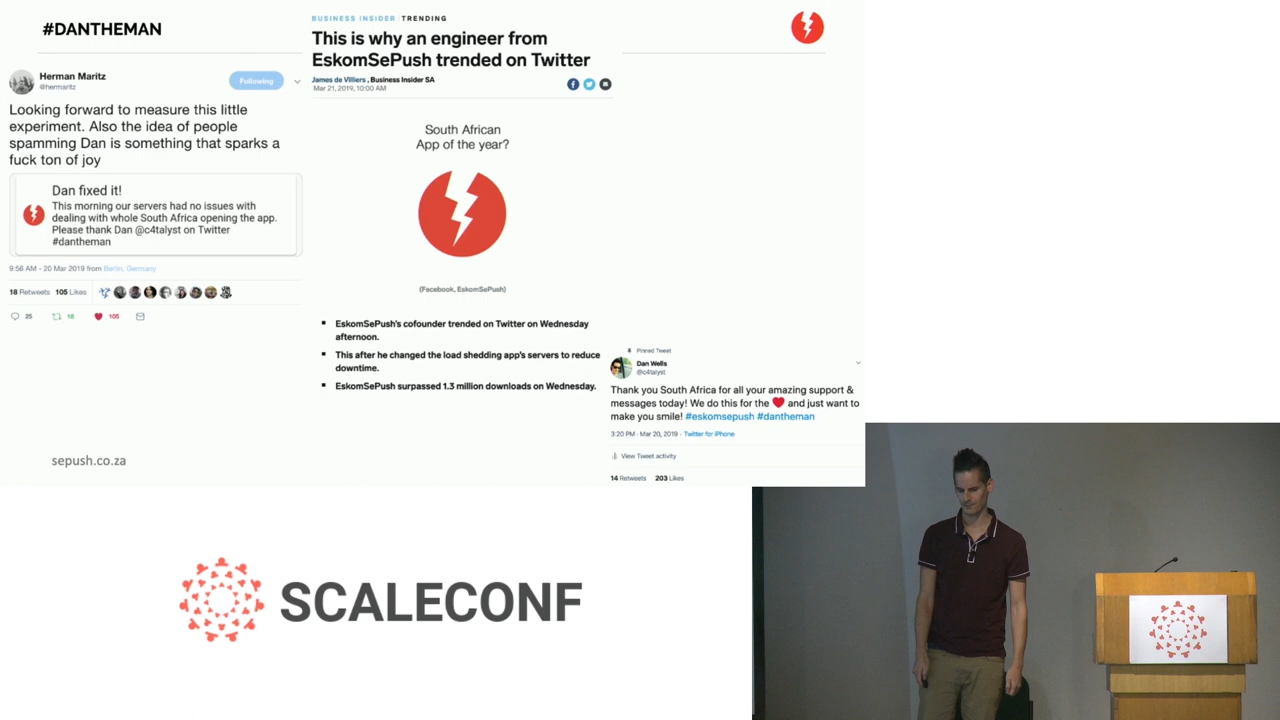 #DANTHEMAN
Herman Maritz
@hermaritz
Following
Looking forward to measure this little
experiment. Also the idea of people
spamming Dan is something that sparks a
fuck ton of joy
Dan fixed it!
This morning our servers had no issues with
dealing with whole South Africa opening the app.
Please thank Dan @c4talyst on Twitter
#dantheman
9:56 AM - 20 Mar 2019 from Berlin, Germany
18 Retweets 105 Likes
25 18 105
BUSINESS INSIDER TRENDING
This is why an engineer from
EskomSePush trended on Twitter
James de Villiers , Business Insider SA
Mar 21, 2019, 10:00 AM
South African
App of the year?
(Facebook, EskomSePush)
▪ EskomSePush's cofounder trended on Twitter on Wednesday
afternoon.
▪ This after he changed the load shedding app's servers to reduce
downtime.
▪ EskomSePush surpassed 1.3 million downloads on Wednesday.
Pinned Tweet
Dan Wells
@c4talyst
Thank you South Africa for all your amazing support &
messages today! We do this for the ❤ and just want to
make you smile! #eskomsepush #dantheman
3:20 PM · Mar 20, 2019 · Twitter for iPhone
View Tweet activity
14 Retweets 203 Likes
sepush.co.za
SCALECONF